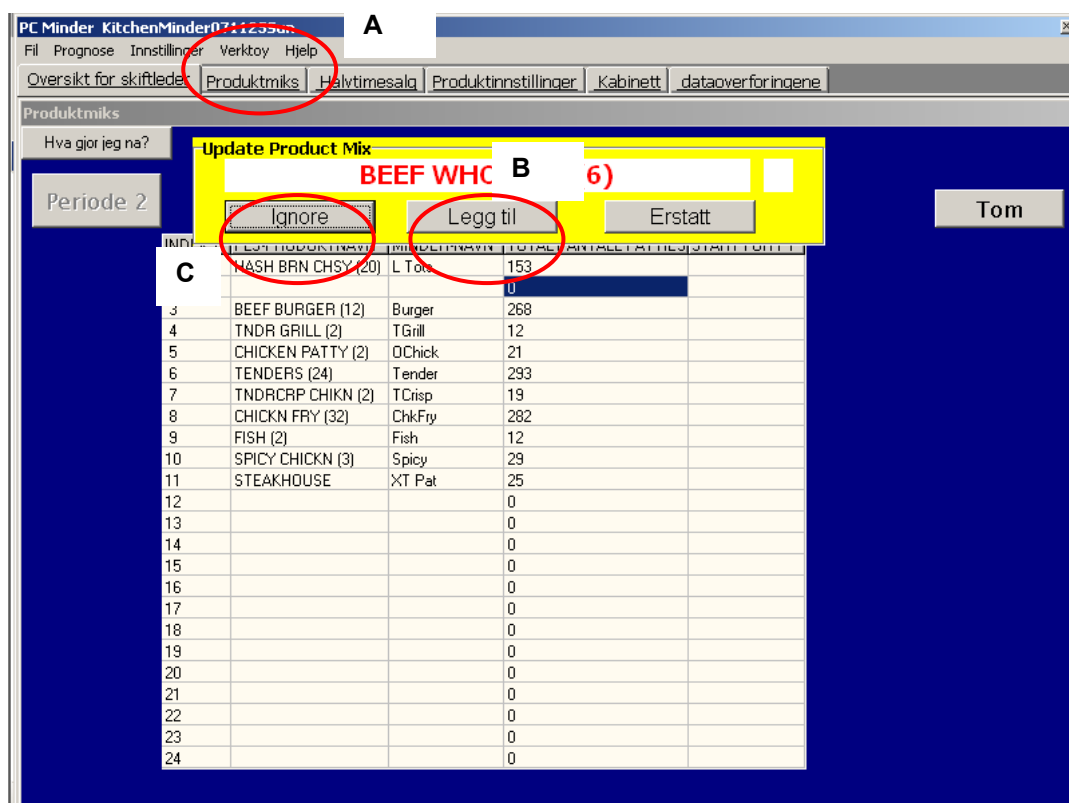 PC Minder KitchenMinder0711255un
A
Fil Prognose Innstillinger Verktoy Hjelp
Oversikt for skiftleder Produktmiks Halvtimesalg Produktinnstillinger Kabinett dataoverforingene
Produktmiks
Hva gjor jeg na?
Update Product Mix
BEEF WHO B 6)
Periode 2
Ignore Legg til Erstatt
Tom
C
HASH BRN CHSY (20) L Tots 153
0
3 BEEF BURGER (12) Burger 268
4 TNDR GRILL (2) TGrill 12
5 CHICKEN PATTY (2) OChick 21
6 TENDERS (24) Tender 293
7 TNDRCRP CHIKN (2) TCrisp 19
8 CHICKN FRY (32) ChkFry 282
9 FISH (2) Fish 12
10 SPICY CHICKN (3) Spicy 29
11 STEAKHOUSE XT Pat 25
12 0
13 0
14 0
15 0
16 0
17 0
18 0
19 0
20 0
21 0
22 0
23 0
24 0